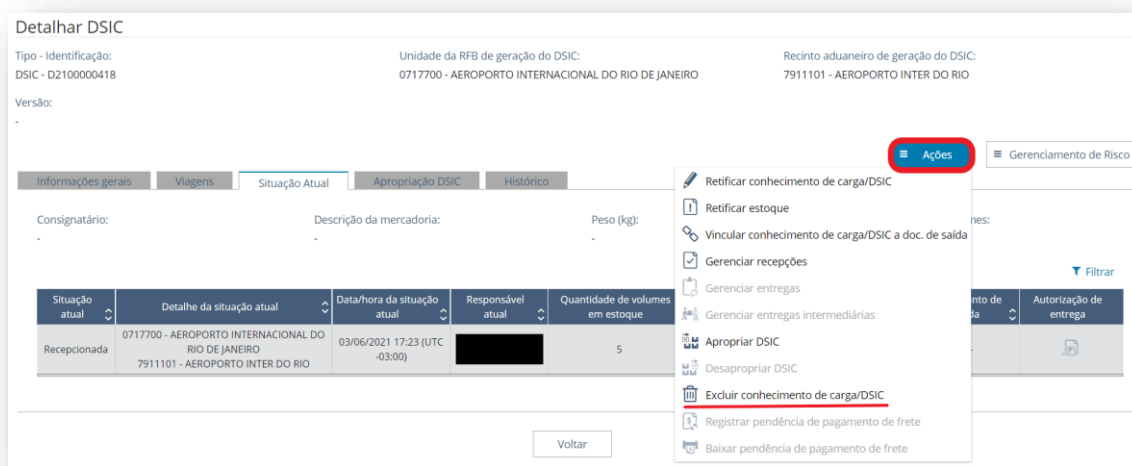 Detalhar DSIC
Tipo - Identificação:
DSIC - D2100000418
Unidade da RFB de geração do DSIC:
0717700 - AEROPORTO INTERNACIONAL DO RIO DE JANEIRO
Recinto aduaneiro de geração do DSIC:
7911101 - AEROPORTO INTER DO RIO
Versão:
-
Ações
Gerenciamento de Risco
Informações gerais
Viagens
Situação Atual
Apropriação DSIC
Histórico
Consignatário:
-
Descrição da mercadoria:
-
Peso (kg):
-
Retificar conhecimento de carga/DSIC
Retificar estoque
Vincular conhecimento de carga/DSIC a doc. de saída
Gerenciar recepções
Gerenciar entregas
Gerenciar entregas intermediárias
Apropriar DSIC
Desapropriar DSIC
Excluir conhecimento de carga/DSIC
Registrar pendência de pagamento de frete
Baixar pendência de pagamento de frete
Filtrar
Situação
atual
Detalhe da situação atual
Data/hora da situação
atual
Responsável
atual
Quantidade de volumes
em estoque
Autorização de
entrega
Recepcionada
0717700 - AEROPORTO INTERNACIONAL DO
RIO DE JANEIRO
7911101 - AEROPORTO INTER DO RIO
03/06/2021 17:23 (UTC
-03:00)
5
Voltar